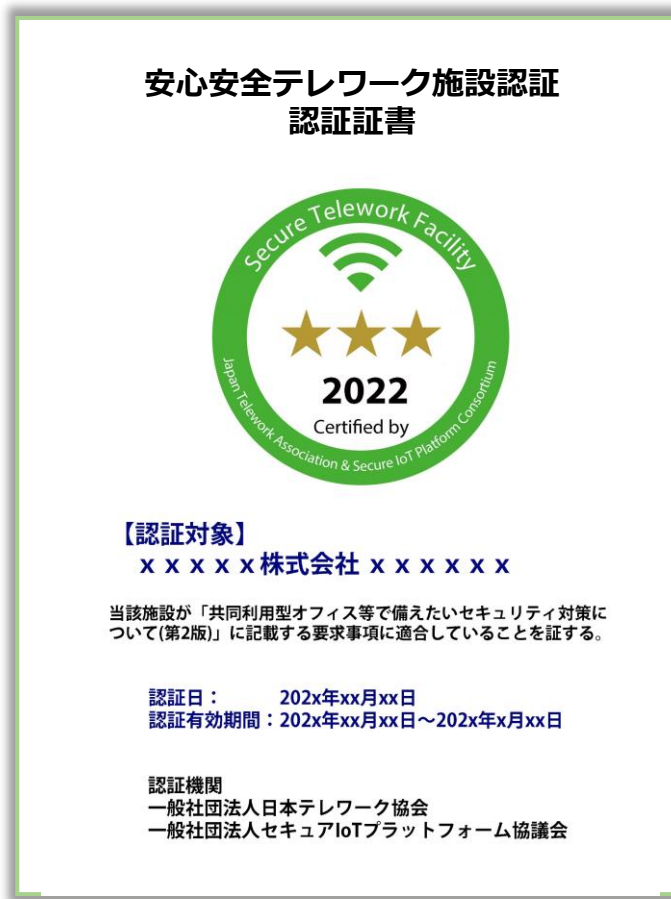 安心安全テレワーク施設認証
認証証書
Secure Telework Facility
2022
Certified by
Japan Telework Association & Secure IoT Platform Consortium
【認証対象】
ｘｘｘｘｘ株式会社 ｘｘｘｘｘｘ
当該施設が「共同利用型オフィス等で備えたいセキュリティ対策に
ついて(第2版)」に記載する要求事項に適合していることを証する。
認証日： 202x年xx月xx日
認証有効期間：202x年xx月xx日～202x年x月xx日
認証機関
一般社団法人日本テレワーク協会
一般社団法人セキュアIoTプラットフォーム協議会